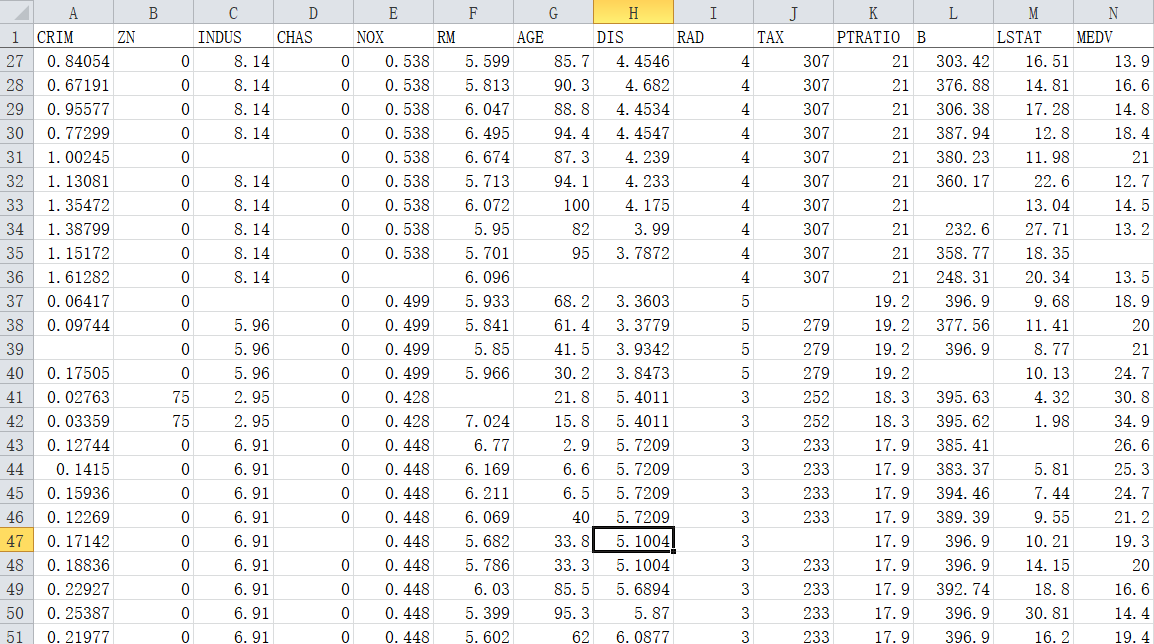 A B C D E F G H I J K L M N
1 CRIM ZN INDUS CHAS NOX RM AGE DIS RAD TAX PTRATIO B LSTAT MEDV
27 0.84054 0 8.14 0 0.538 5.599 85.7 4.4546 4 307 21 303.42 16.51 13.9
28 0.67191 0 8.14 0 0.538 5.813 90.3 4.682 4 307 21 376.88 14.81 16.6
29 0.95577 0 8.14 0 0.538 6.047 88.8 4.4534 4 307 21 306.38 17.28 14.8
30 0.77299 0 8.14 0 0.538 6.495 94.4 4.4547 4 307 21 387.94 12.8 18.4
31 1.00245 0 0 0.538 6.674 87.3 4.239 4 307 21 380.23 11.98 21
32 1.13081 0 8.14 0 0.538 5.713 94.1 4.233 4 307 21 360.17 22.6 12.7
33 1.35472 0 8.14 0 0.538 6.072 100 4.175 4 307 21 13.04 14.5
34 1.38799 0 8.14 0 0.538 5.95 82 3.99 4 307 21 232.6 27.71 13.2
35 1.15172 0 8.14 0 0.538 5.701 95 3.7872 4 307 21 358.77 18.35
36 1.61282 0 8.14 0 6.096 4 307 21 248.31 20.34 13.5
37 0.06417 0 0 0.499 5.933 68.2 3.3603 5 19.2 396.9 9.68 18.9
38 0.09744 0 5.96 0 0.499 5.841 61.4 3.3779 5 279 19.2 377.56 11.41 20
39 0 5.96 0 0.499 5.85 41.5 3.9342 5 279 19.2 396.9 8.77 21
40 0.17505 0 5.96 0 0.499 5.966 30.2 3.8473 5 279 19.2 10.13 24.7
41 0.02763 75 2.95 0 0.428 21.8 5.4011 3 252 18.3 395.63 4.32 30.8
42 0.03359 75 2.95 0 0.428 7.024 15.8 5.4011 3 252 18.3 395.62 1.98 34.9
43 0.12744 0 6.91 0 0.448 6.77 2.9 5.7209 3 233 17.9 385.41 26.6
44 0.1415 0 6.91 0 0.448 6.169 6.6 5.7209 3 233 17.9 383.37 5.81 25.3
45 0.15936 0 6.91 0 0.448 6.211 6.5 5.7209 3 233 17.9 394.46 7.44 24.7
46 0.12269 0 6.91 0 0.448 6.069 40 5.7209 3 233 17.9 389.39 9.55 21.2
47 0.17142 0 6.91 0.448 5.682 33.8 5.1004 3 17.9 396.9 10.21 19.3
48 0.18836 0 6.91 0 0.448 5.786 33.3 5.1004 3 233 17.9 396.9 14.15 20
49 0.22927 0 6.91 0 0.448 6.03 85.5 5.6894 3 233 17.9 392.74 18.8 16.6
50 0.25387 0 6.91 0 0.448 5.399 95.3 5.87 3 233 17.9 396.9 30.81 14.4
51 0.21977 0 6.91 0 0.448 5.602 62 6.0877 3 233 17.9 396.9 16.2 19.4